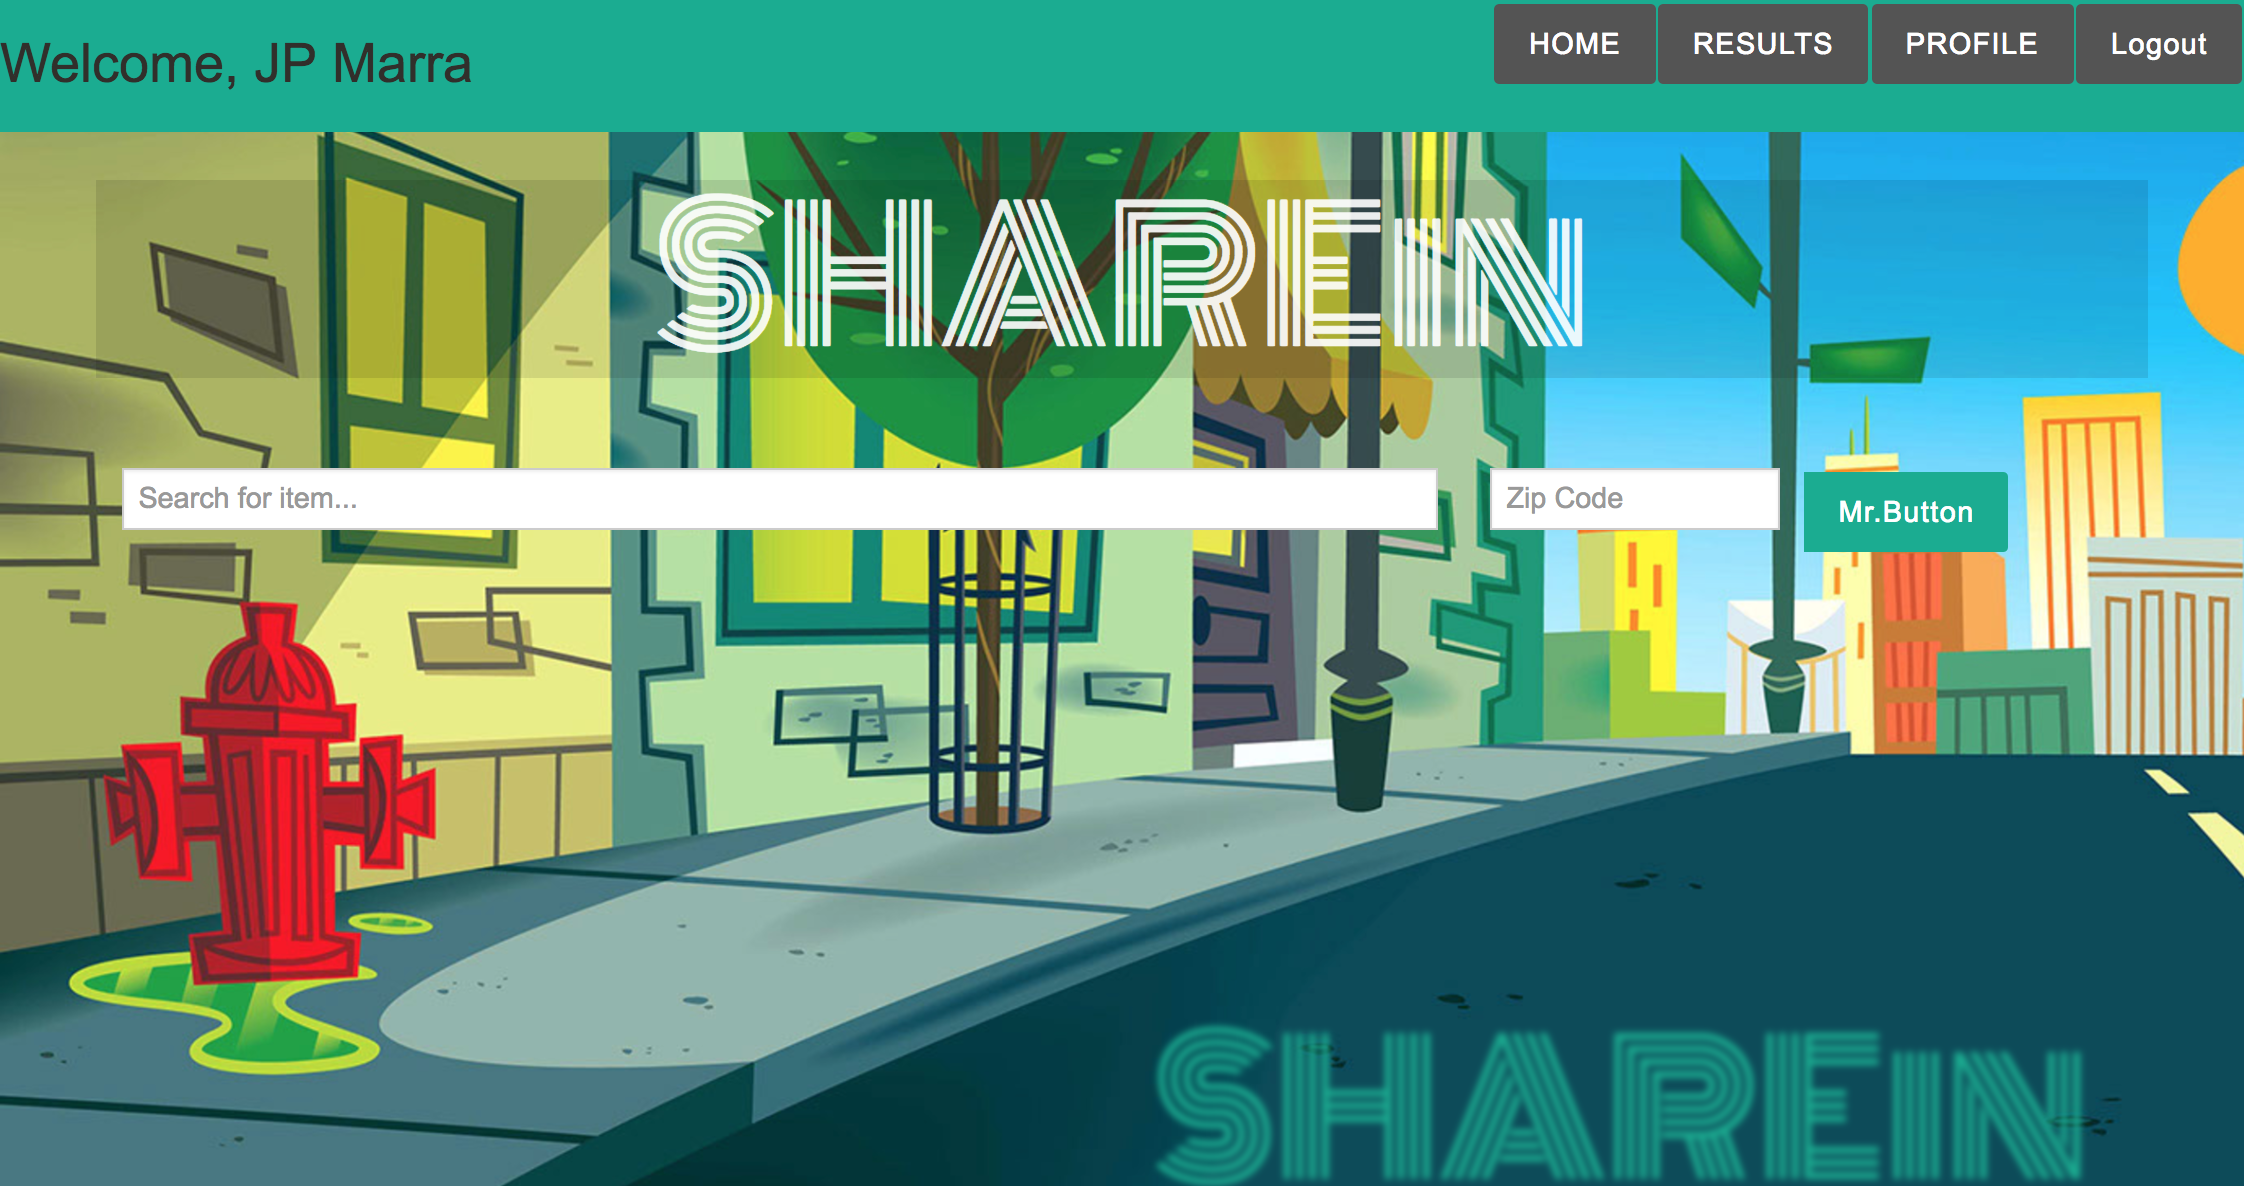 Welcome, JP Marra
HOME RESULTS PROFILE Logout
SHAREIN
Search for item... Zip Code Mr.Button
SHAREIN